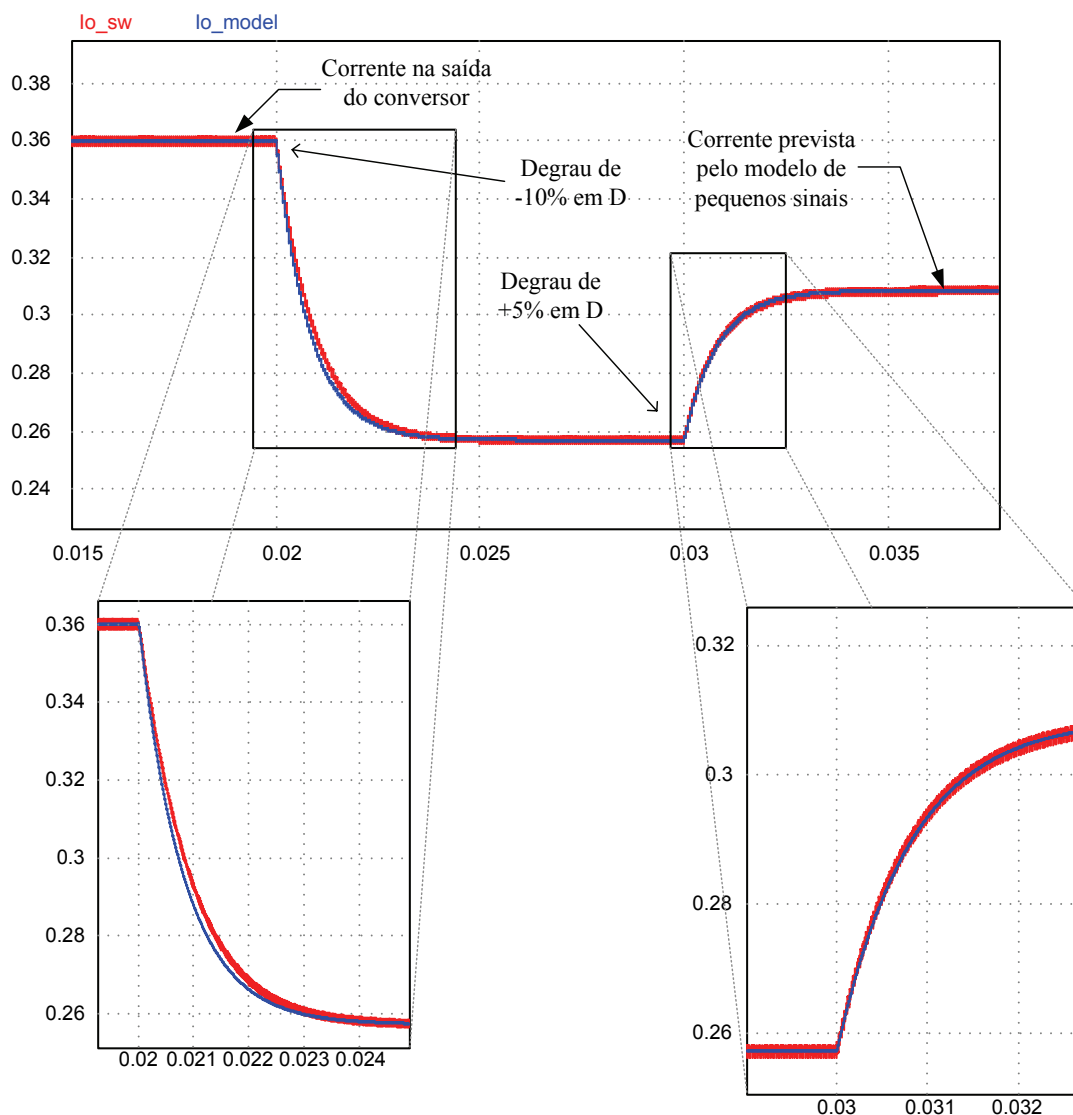 Io_sw Io_model
0.38
0.36
0.34
0.32
0.3
0.28
0.26
0.24
Corrente na saída
do conversor
Degrau de
-10% em D
Corrente prevista
pelo modelo de
pequenos sinais
Degrau de
+5% em D
0.015 0.02 0.025 0.03 0.035
0.36
0.34
0.32
0.3
0.28
0.26
0.02 0.021 0.022 0.023 0.024
0.32
0.3
0.28
0.26
0.03 0.031 0.032